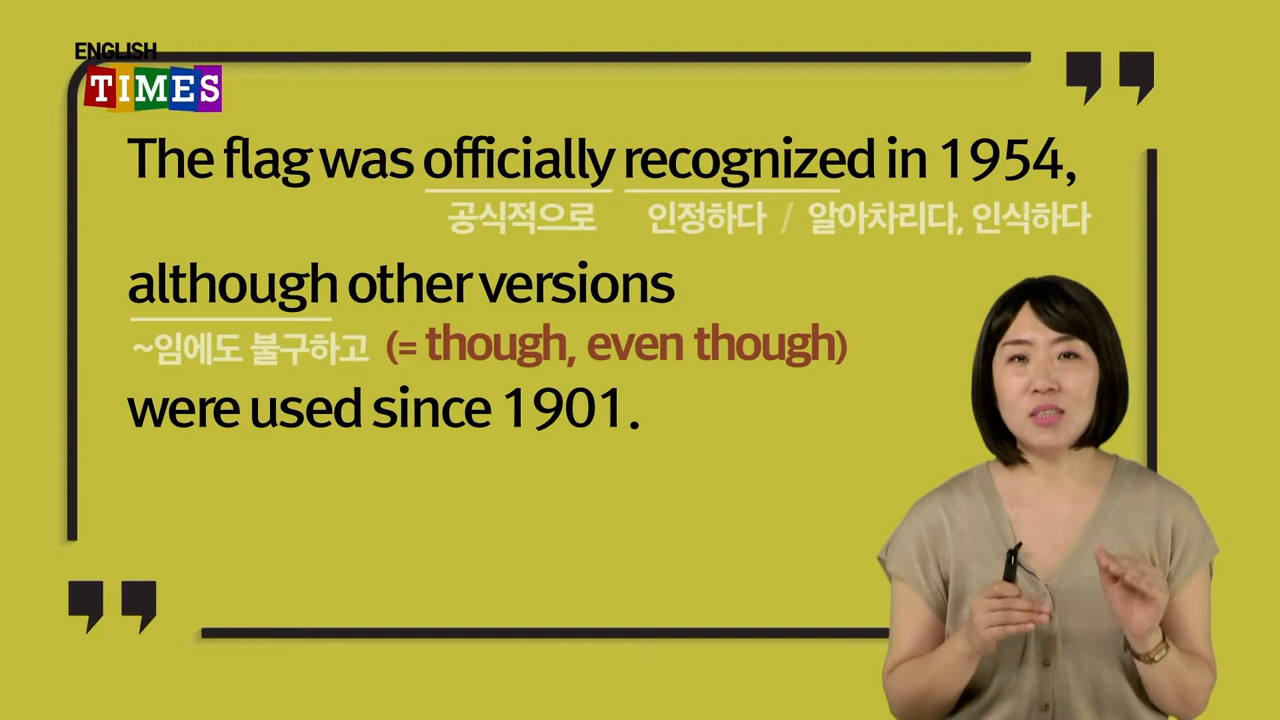 ENGLISH
TIMES
The flag was officially recognized in 1954,
공식적으로 인정하다 / 알아차리다, 인식하다
although other versions
~임에도 불구하고 (= though, even though)
were used since 1901.